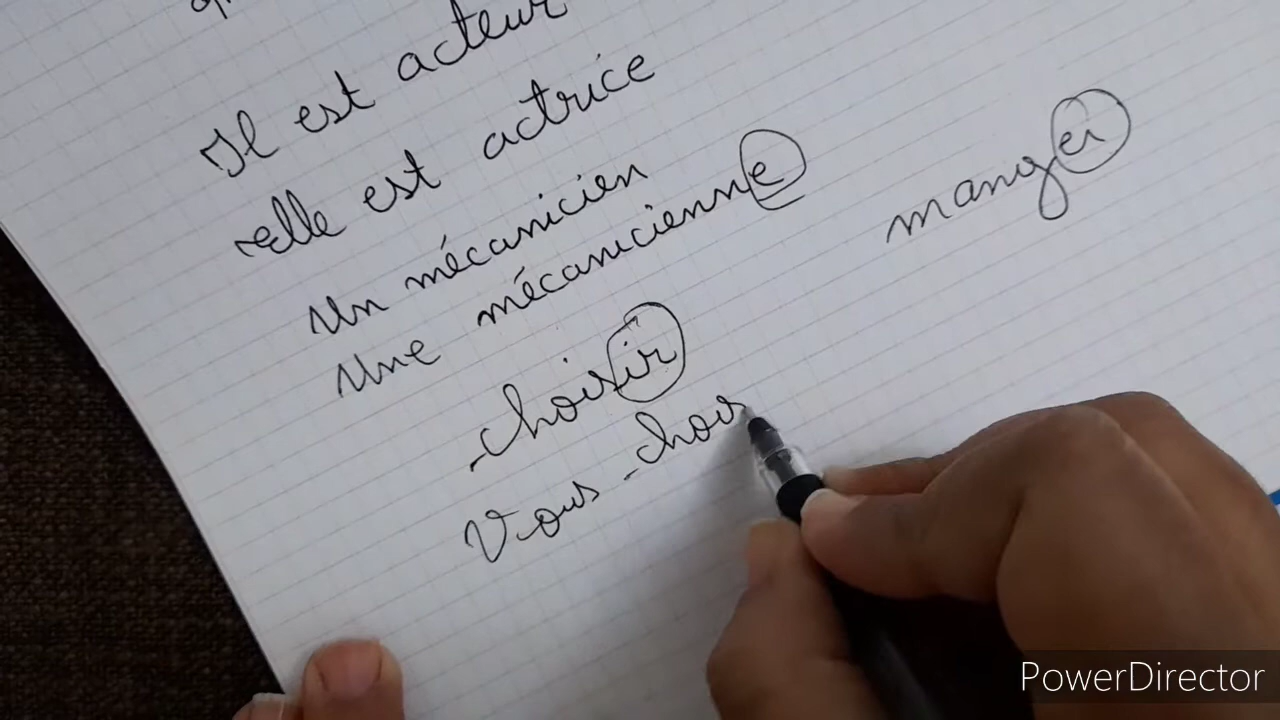 Il est acteur
elle est actrice
Un mécanicien
Une mécanicienne
manger
choisir
Vous chois
PowerDirector